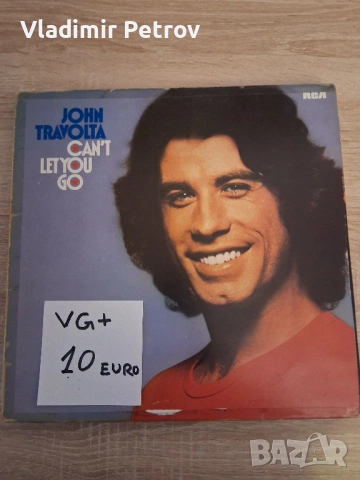 Vladimir Petrov
RCA
JOHN
TRAVOLTA
CAN'T
LET YOU
GO
VG+
10 EURO
BAZAR